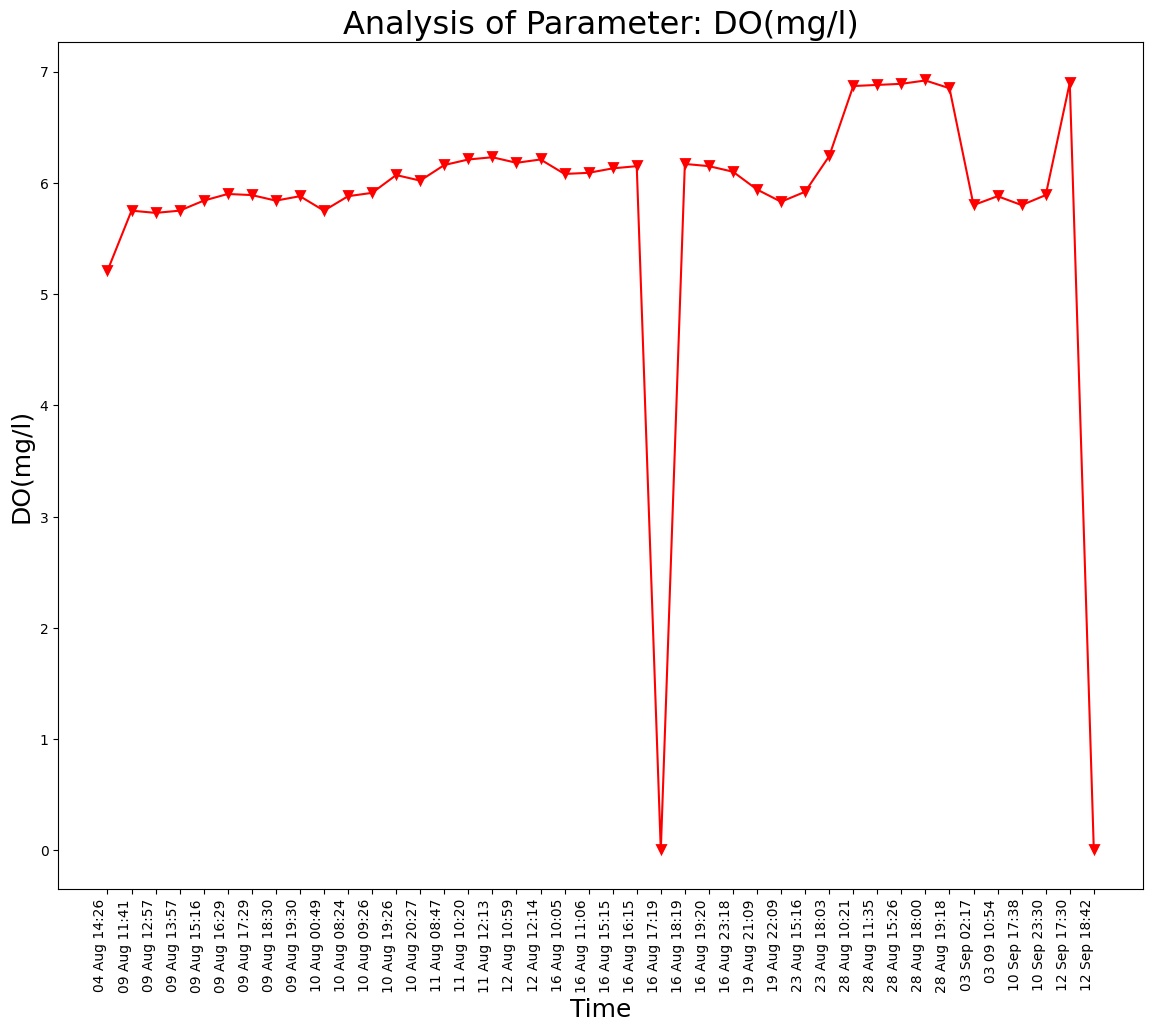 Analysis of Parameter: DO(mg/l)
DO(mg/l)
7
6
5
4
3
2
1
0
04 Aug 14:26
09 Aug 11:41
09 Aug 12:57
09 Aug 13:57
09 Aug 15:16
09 Aug 16:29
09 Aug 17:29
09 Aug 18:30
09 Aug 19:30
10 Aug 00:49
10 Aug 08:24
10 Aug 09:26
10 Aug 19:26
10 Aug 20:27
11 Aug 08:47
11 Aug 10:20
11 Aug 12:13
12 Aug 10:59
12 Aug 12:14
16 Aug 10:05
16 Aug 11:06
16 Aug 15:15
16 Aug 16:15
16 Aug 17:19
16 Aug 18:19
16 Aug 19:20
16 Aug 23:18
19 Aug 21:09
19 Aug 22:09
23 Aug 15:16
23 Aug 18:03
28 Aug 10:21
28 Aug 11:35
28 Aug 15:26
28 Aug 18:00
28 Aug 19:18
03 Sep 02:17
03 09 10:54
10 Sep 17:38
10 Sep 23:30
12 Sep 17:30
12 Sep 18:42
Time